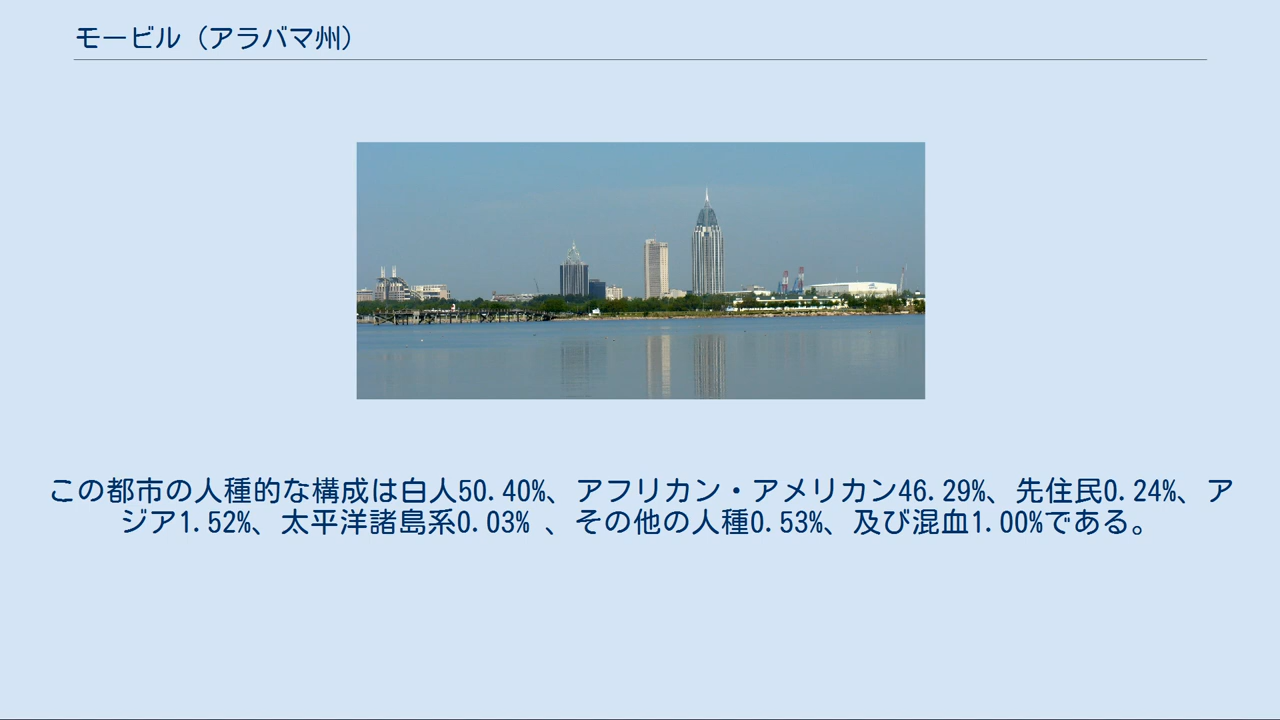 モービル（アラバマ州）
この都市の人種的な構成は白人50.40%、アフリカン・アメリカン46.29%、先住民0.24%、ア
ジア1.52%、太平洋諸島系0.03% 、その他の人種0.53%、及び混血1.00%である。